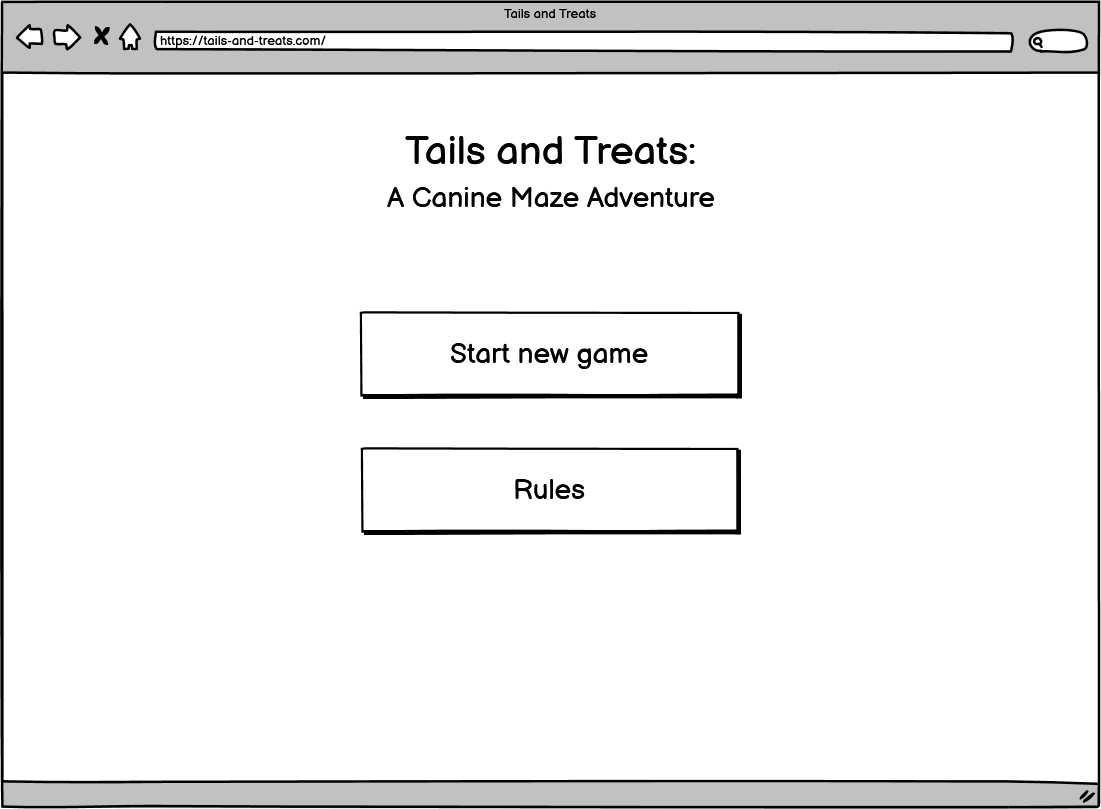 Tails and Treats
https://tails-and-treats.com/
Tails and Treats:
A Canine Maze Adventure
Start new game
Rules